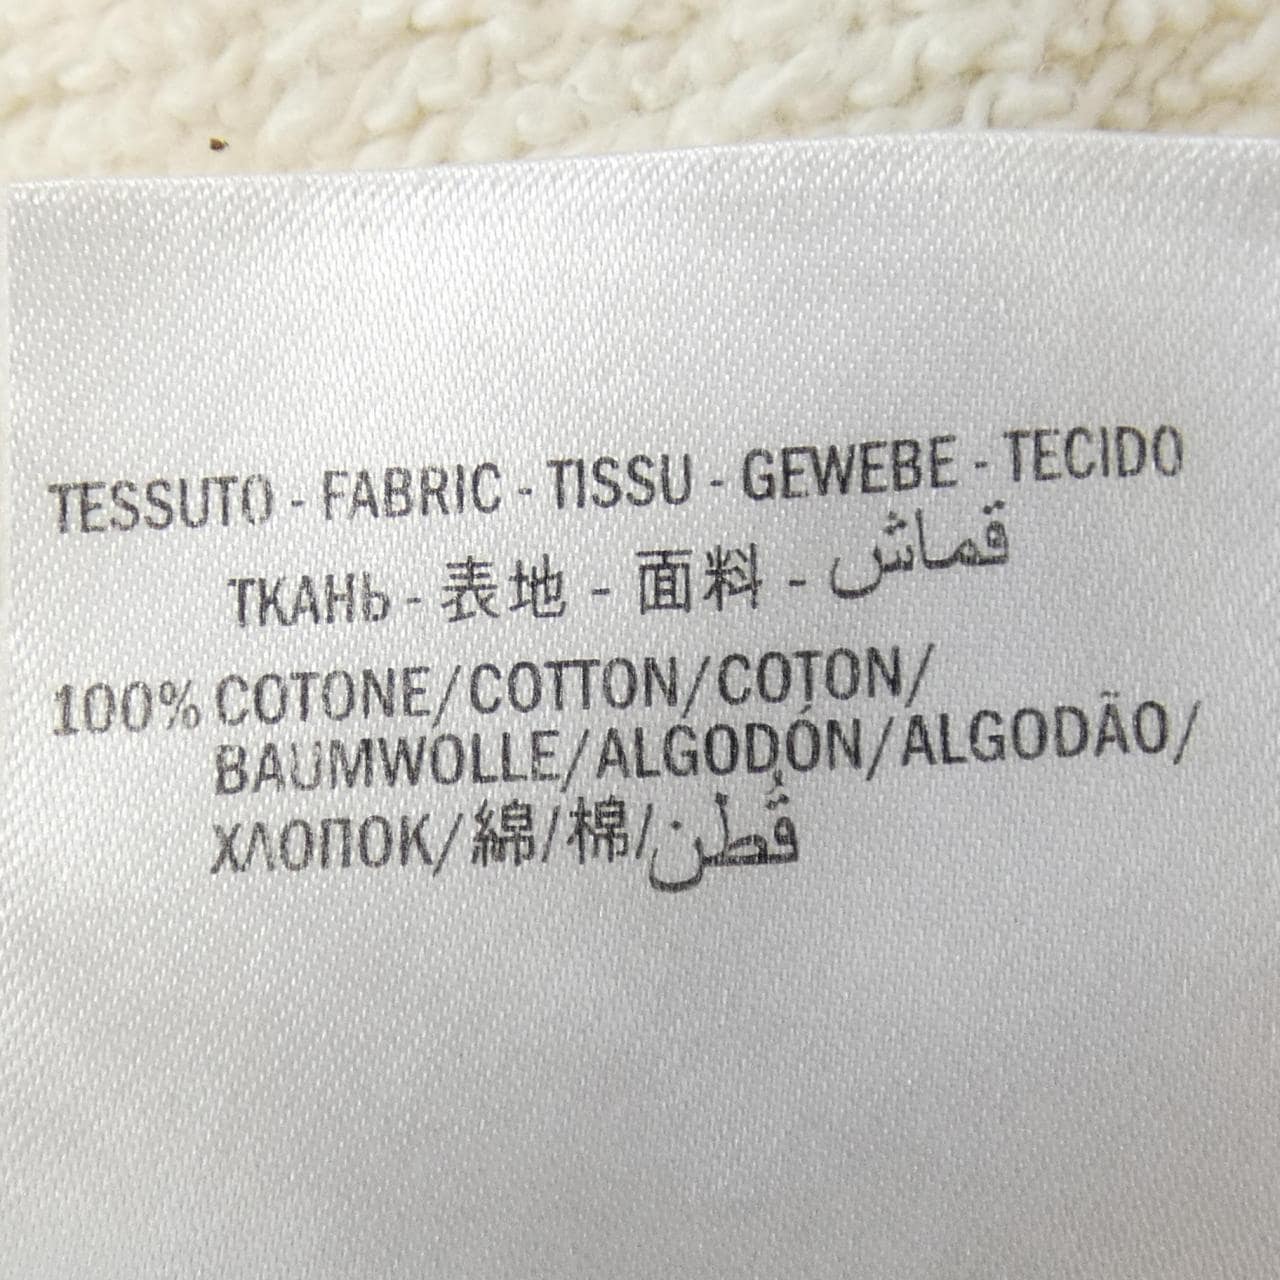 TESSUTO - FABRIC - TISSU - GEWEBE - TECIDO
ТКАНЬ - 表地 - 面料 - قماش
100% COTONE/COTTON/COTON/
BAUMWOLLE/ALGODÓN/ALGODÃO/
ХЛОПОК/綿/棉/قُطن